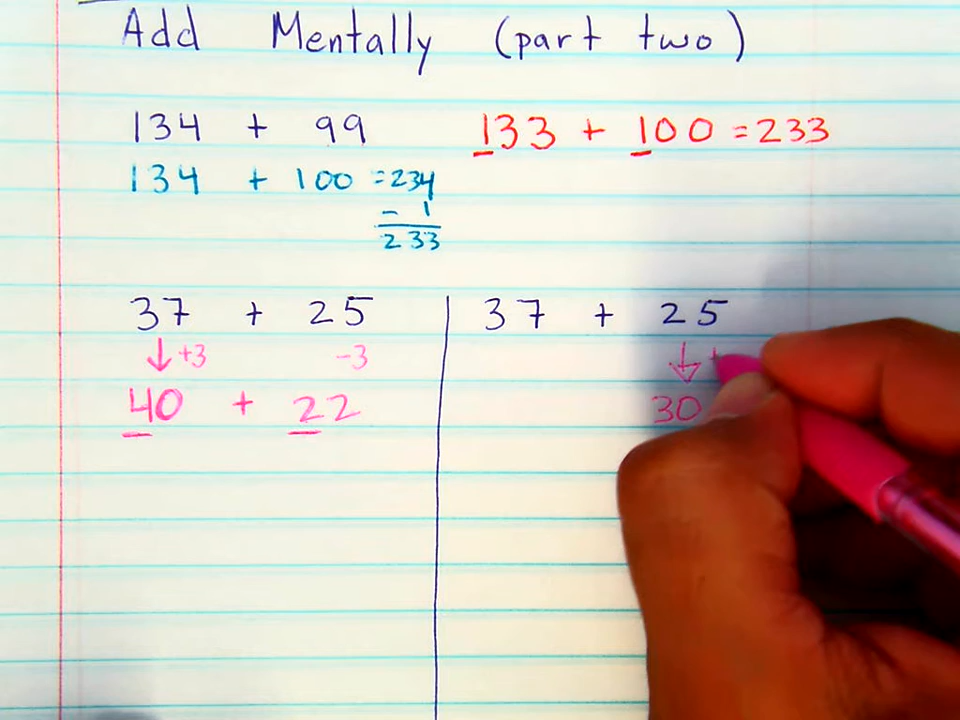 Add Mentally (part two)
134 + 99 133 + 100 = 233
134 + 100 = 234
- 1
233
37 + 25 37 + 25
↓ +3 -3 ↓ +
40 + 22 30